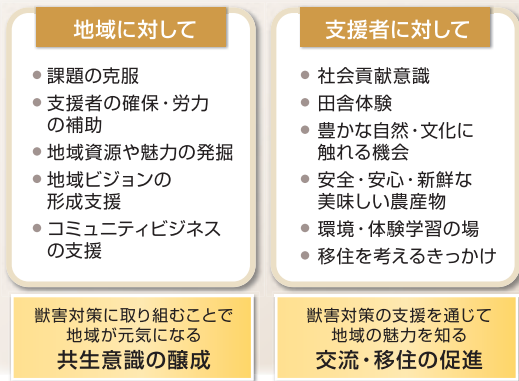 地域に対して
● 課題の克服
● 支援者の確保・労力
の補助
● 地域資源や魅力の発掘
● 地域ビジョンの
形成支援
● コミュニティビジネス
の支援
獣害対策に取り組むことで
地域が元気になる
共生意識の醸成
支援者に対して
● 社会貢献意識
● 田舎体験
● 豊かな自然・文化に
触れる機会
● 安全・安心・新鮮な
美味しい農産物
● 環境・体験学習の場
● 移住を考えるきっかけ
獣害対策の支援を通じて
地域の魅力を知る
交流・移住の促進